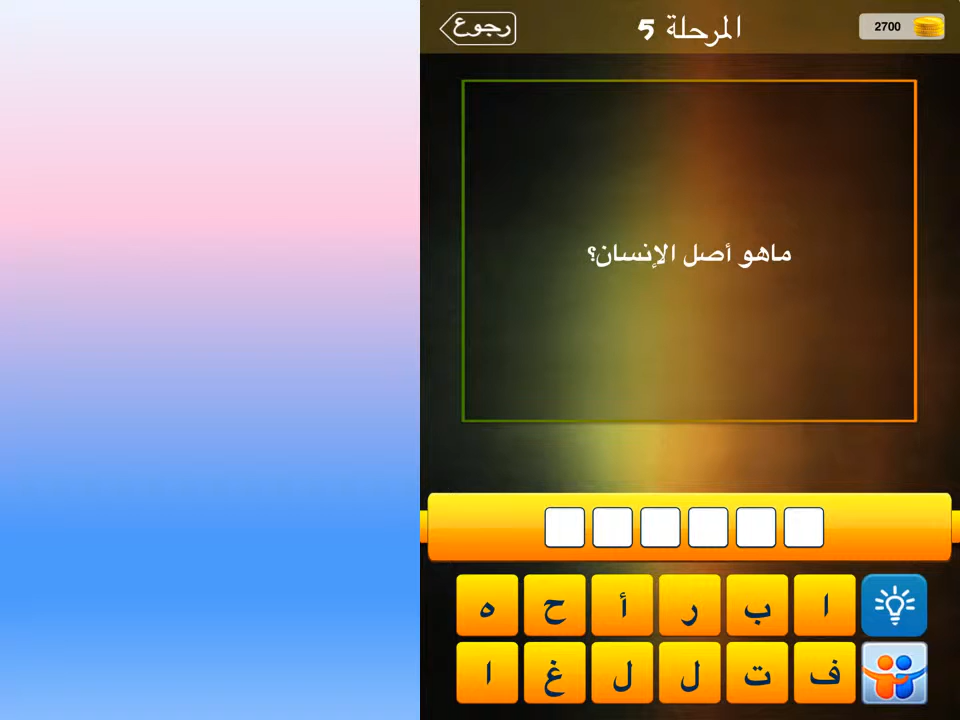 رجوع المرحلة 5 2700
ماهو أصل الإنسان؟
ه ح أ ر ب ا
ا غ ل ل ت ف